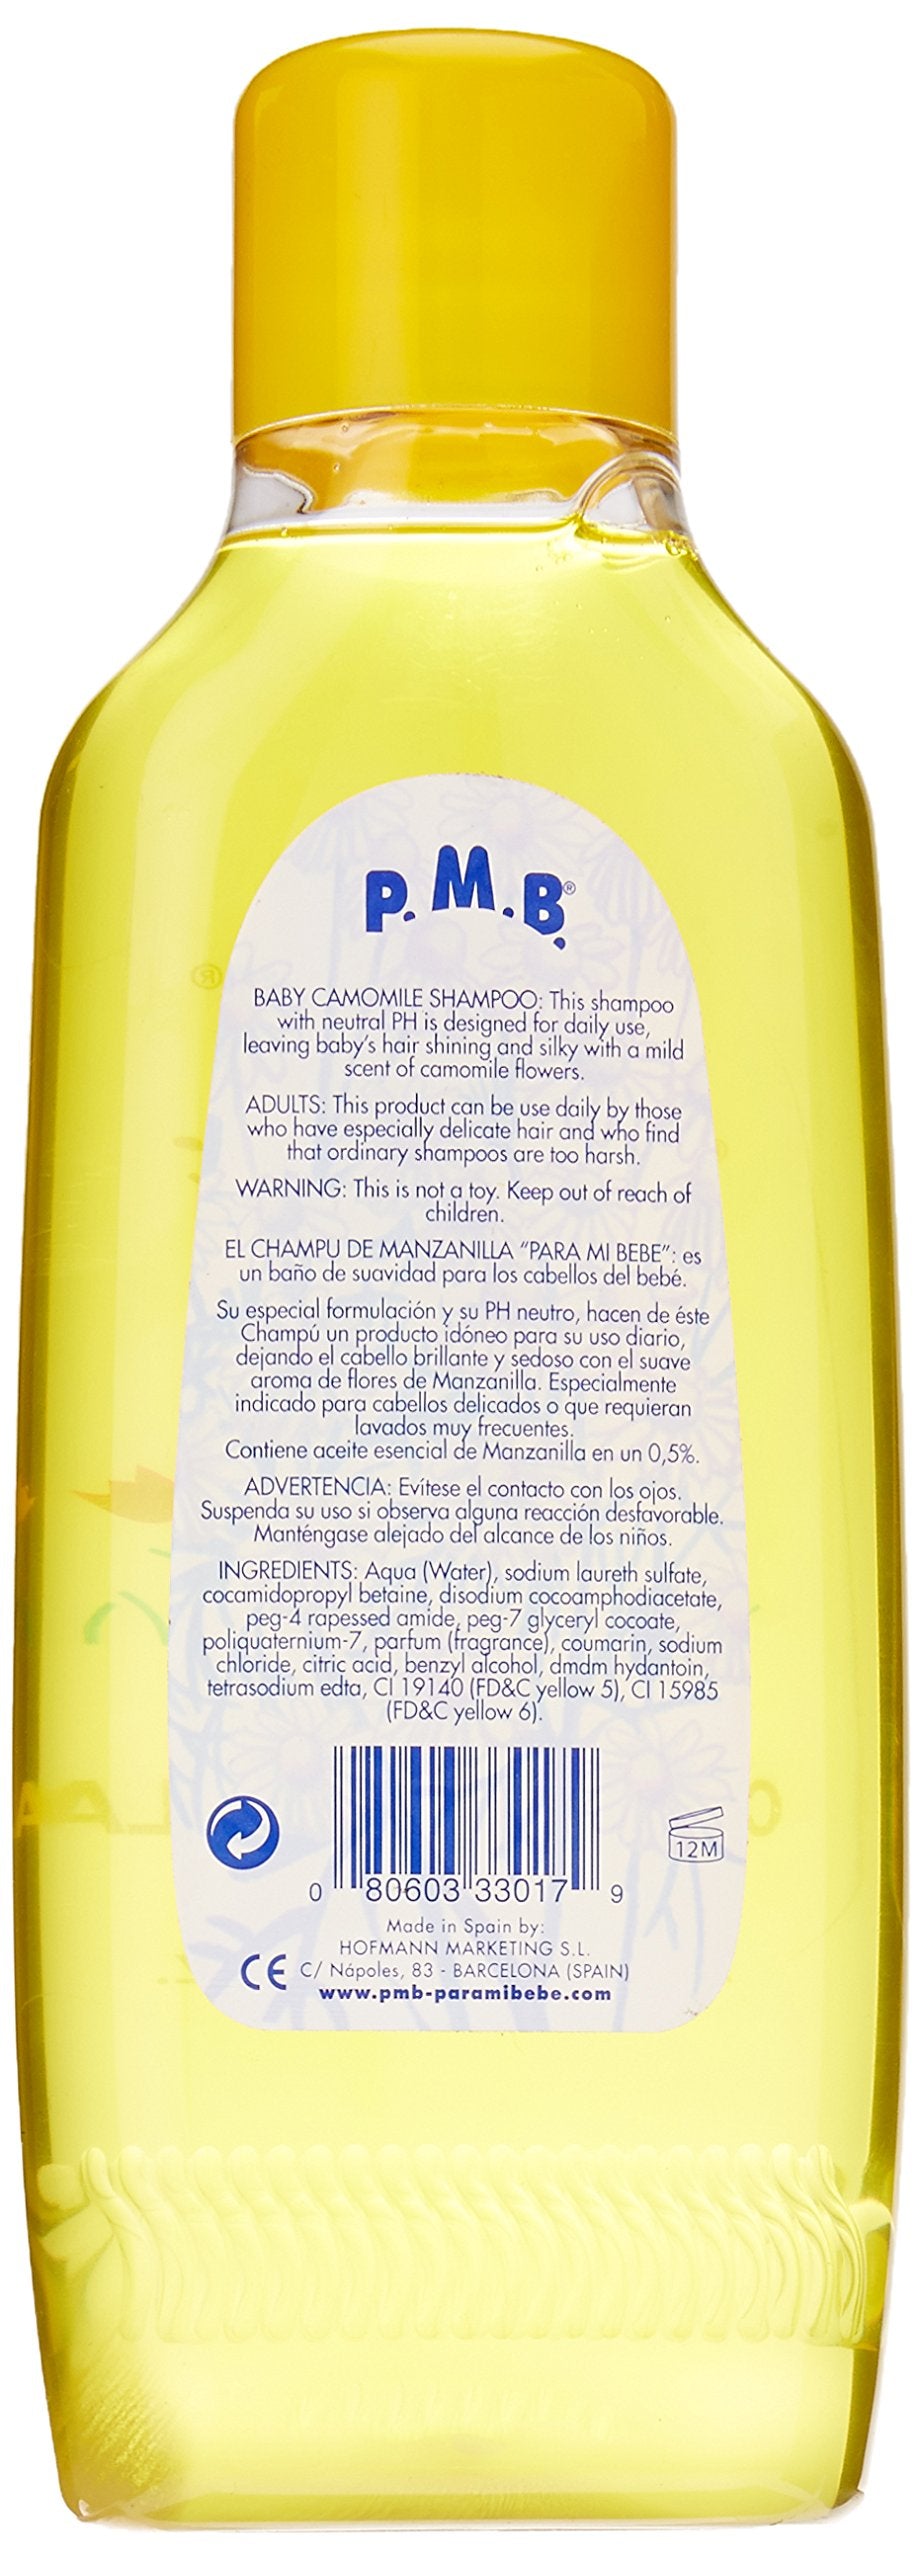 P.M.B.®
BABY CAMOMILE SHAMPOO: This shampoo
with neutral PH is designed for daily use,
leaving baby's hair shining and silky with a mild
scent of camomile flowers.
ADULTS: This product can be use daily by those
who have especially delicate hair and who find
that ordinary shampoos are too harsh.
WARNING: This is not a toy. Keep out of reach of
children.
EL CHAMPU DE MANZANILLA "PARA MI BEBE": es
un baño de suavidad para los cabellos del bebé.
Su especial formulación y su PH neutro, hacen de éste
Champú un producto idóneo para su uso diario,
dejando el cabello brillante y sedoso con el suave
aroma de flores de Manzanilla. Especialmente
indicado para cabellos delicados o que requieran
lavados muy frecuentes.
Contiene aceite esencial de Manzanilla en un 0,5%.
ADVERTENCIA: Evítese el contacto con los ojos.
Suspenda su uso si observa alguna reacción desfavorable.
Manténgase alejado del alcance de los niños.
INGREDIENTS: Aqua (Water), sodium laureth sulfate,
cocamidopropyl betaine, disodium cocoamphodiacetate,
peg-4 rapessed amide, peg-7 glyceryl cocoate,
poliquaternium-7, parfum (fragrance), coumarin, sodium
chloride, citric acid, benzyl alcohol, dmdm hydantoin,
tetrasodium edta, CI 19140 (FD&C yellow 5), CI 15985
(FD&C yellow 6).
12M
0 80603 33017 9
Made in Spain by:
HOFMANN MARKETING S.L.
CE C/ Nápoles, 83 - BARCELONA (SPAIN)
www.pmb-paramibebe.com